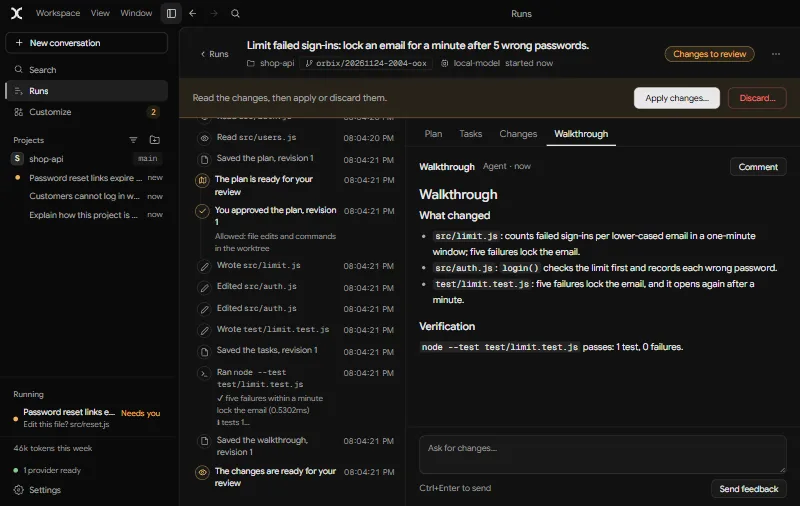 Workspace View Window
Runs
New conversation
Search
Runs
Customize 2
Projects
S shop-api main
Password reset links expire ... new
Customers cannot log in w... now
Explain how this project is ... now
Running
Password reset links e... Needs you
Edit this file? src/reset.js
46k tokens this week
1 provider ready
Settings
Runs
Limit failed sign-ins: lock an email for a minute after 5 wrong passwords.
shop-api orbix/20261124-2004-oox local-model started now
Changes to review
Read the changes, then apply or discard them.
Apply changes...
Discard...
Read src/users.js 08:04:20 PM
Saved the plan, revision 1 08:04:21 PM
The plan is ready for your 08:04:21 PM
review
You approved the plan, revision 08:04:21 PM
1
Allowed: file edits and commands
in the worktree
Wrote src/limit.js 08:04:21 PM
Edited src/auth.js 08:04:21 PM
Edited src/auth.js 08:04:21 PM
Wrote test/limit.test.js 08:04:21 PM
Saved the tasks, revision 1 08:04:21 PM
Ran node --test 08:04:21 PM
test/limit.test.js
✓ five failures within a minute
lock the email (0.5302ms)
ℹ tests 1...
Saved the walkthrough, 08:04:21 PM
revision 1
The changes are ready for your 08:04:21 PM
review
Plan Tasks Changes Walkthrough
Walkthrough Agent · now
Comment
Walkthrough
What changed
• src/limit.js: counts failed sign-ins per lower-cased email in a one-minute
window; five failures lock the email.
• src/auth.js: login() checks the limit first and records each wrong password.
• test/limit.test.js: five failures lock the email, and it opens again after a
minute.
Verification
node --test test/limit.test.js passes: 1 test, 0 failures.
Ask for changes...
Ctrl+Enter to send
Send feedback